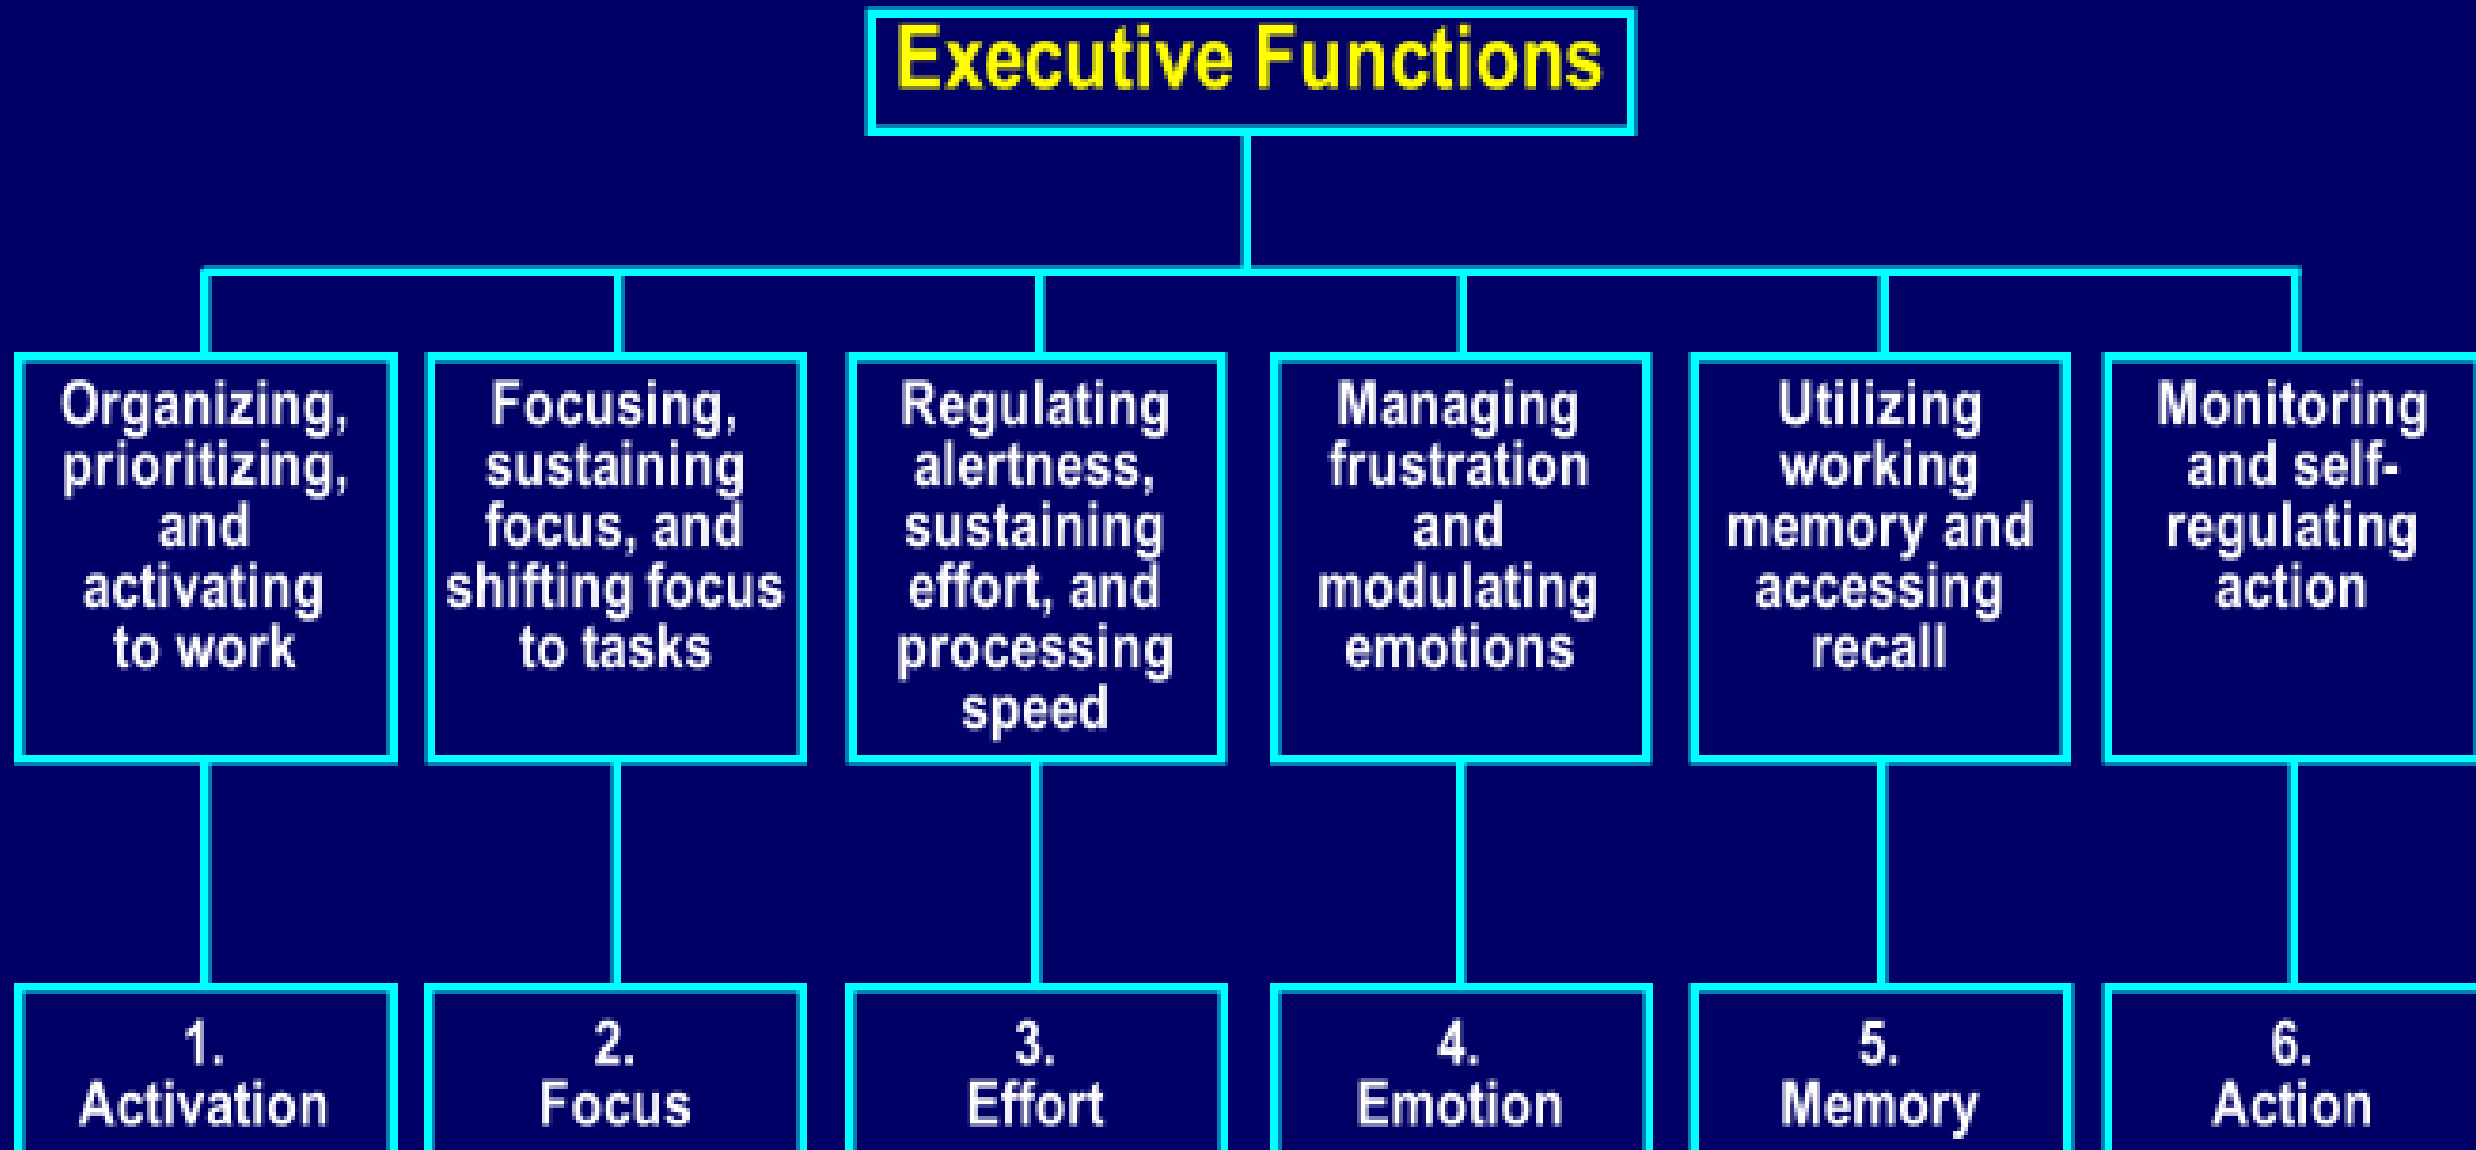 Executive Functions
Organizing,
prioritizing,
and
activating
to work
Focusing,
sustaining
focus, and
shifting focus
to tasks
Regulating
alertness,
sustaining
effort, and
processing
speed
Managing
frustration
and
modulating
emotions
Utilizing
working
memory and
accessing
recall
Monitoring
and self-
regulating
action
1.
Activation
2.
Focus
3.
Effort
4.
Emotion
5.
Memory
6.
Action